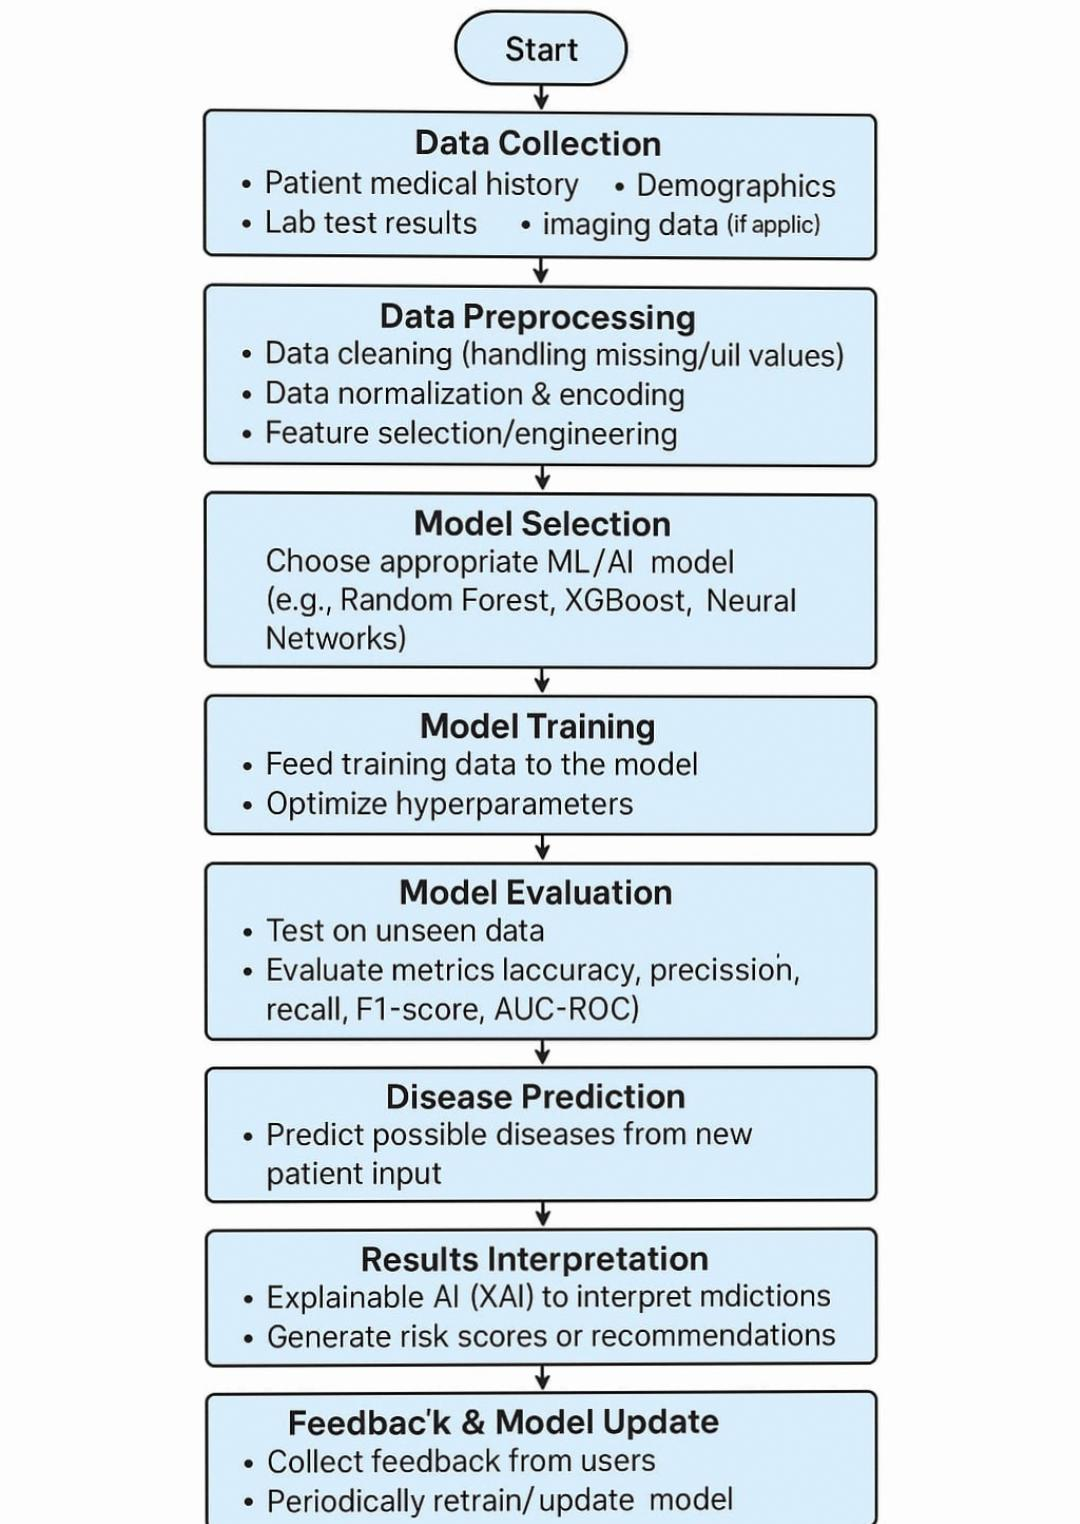 Start
Data Collection
• Patient medical history • Demographics
• Lab test results • imaging data (if applic)
Data Preprocessing
• Data cleaning (handling missing/uil values)
• Data normalization & encoding
• Feature selection/engineering
Model Selection
Choose appropriate ML/AI model
(e.g., Random Forest, XGBoost, Neural
Networks)
Model Training
• Feed training data to the model
• Optimize hyperparameters
Model Evaluation
• Test on unseen data
• Evaluate metrics laccuracy, precission,
recall, F1-score, AUC-ROC)
Disease Prediction
• Predict possible diseases from new
patient input
Results Interpretation
• Explainable AI (XAI) to interpret mdictions
• Generate risk scores or recommendations
Feedbac'k & Model Update
• Collect feedback from users
• Periodically retrain/update model